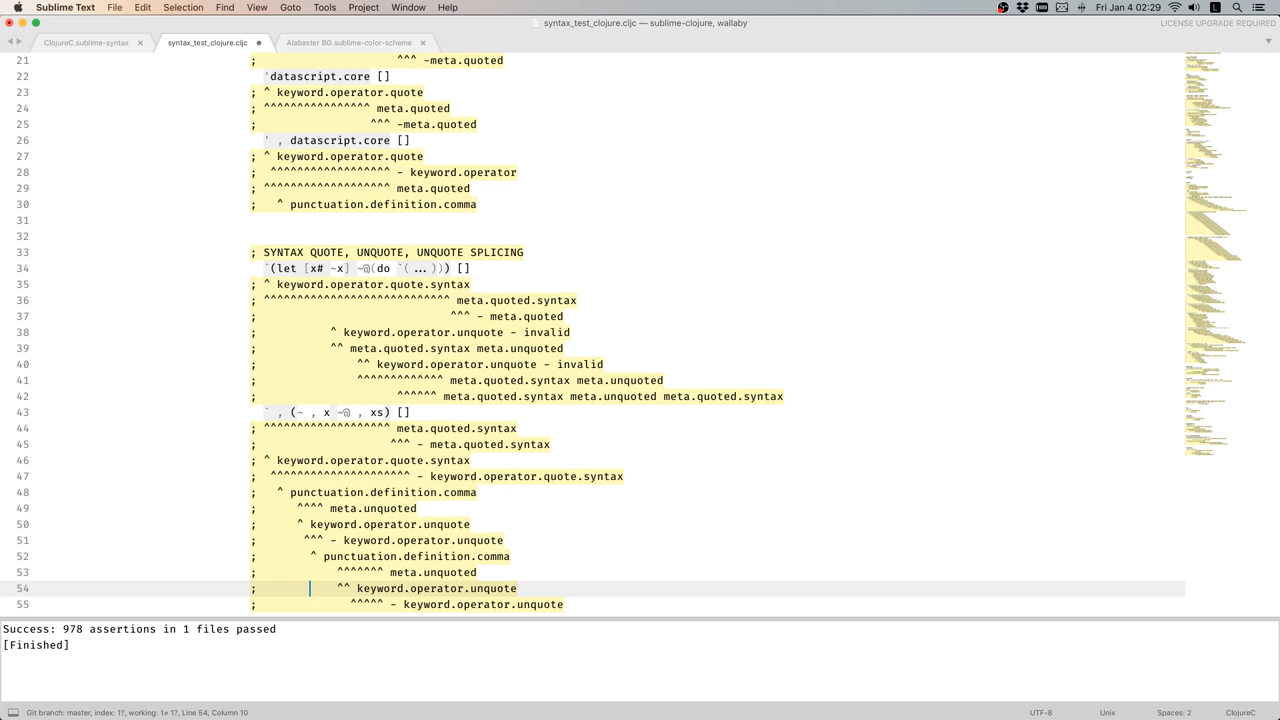 Sublime Text File Edit Selection Find View Goto Tools Project Window Help Fri Jan 4 02:29
syntax_test_clojure.cljc — sublime-clojure, wallaby LICENSE UPGRADE REQUIRED
ClojureC.sublime-syntax × syntax_test_clojure.cljc ● Alabaster BG.sublime-color-scheme ×
21 ; ^^^ -meta.quoted
22 'datascript.core []
23 ; ^ keyword.operator.quote
24 ; ^^^^^^^^^^^^^^^^ meta.quoted
25 ; ^^^ -meta.quoted
26 ' , datcript.core []
27 ; ^ keyword.operator.quote
28 ; ^^^^^^^^^^^^^^^^^^ - keyword.operator
29 ; ^^^^^^^^^^^^^^^^^^^ meta.quoted
30 ; ^ punctuation.definition.comma
31
32
33 ; SYNTAX QUOTE, UNQUOTE, UNQUOTE SPLICING
34 `(let [x# ~x] ~@(do `(...))) []
35 ; ^ keyword.operator.quote.syntax
36 ; ^^^^^^^^^^^^^^^^^^^^^^^^^^^^ meta.quoted.syntax
37 ; ^^^ - meta.quoted
38 ; ^ keyword.operator.unquote - invalid
39 ; ^^ meta.quoted.syntax meta.unquoted
40 ; ^^ keyword.operator.unquote - invalid
41 ; ^^^^^^^^^^^^ meta.quoted.syntax meta.unquoted
42 ; ^^^^^^ meta.quoted.syntax meta.unquoted meta.quoted.syntax
43 ` , (~ , x ~@ , xs) []
44 ; ^^^^^^^^^^^^^^^^^^^ meta.quoted.syntax
45 ; ^^^ - meta.quote.syntax
46 ; ^ keyword.operator.quote.syntax
47 ; ^^^^^^^^^^^^^^^^^^^^^ - keyword.operator.quote.syntax
48 ; ^ punctuation.definition.comma
49 ; ^^^^ meta.unquoted
50 ; ^ keyword.operator.unquote
51 ; ^^^ - keyword.operator.unquote
52 ; ^ punctuation.definition.comma
53 ; ^^^^^^^ meta.unquoted
54 ; ^^ keyword.operator.unquote
55 ; ^^^^^ - keyword.operator.unquote
Success: 978 assertions in 1 files passed
[Finished]
Git branch: master, index: 1?, working: 1≠ 1?, Line 54, Column 10 UTF-8 Unix Spaces: 2 ClojureC